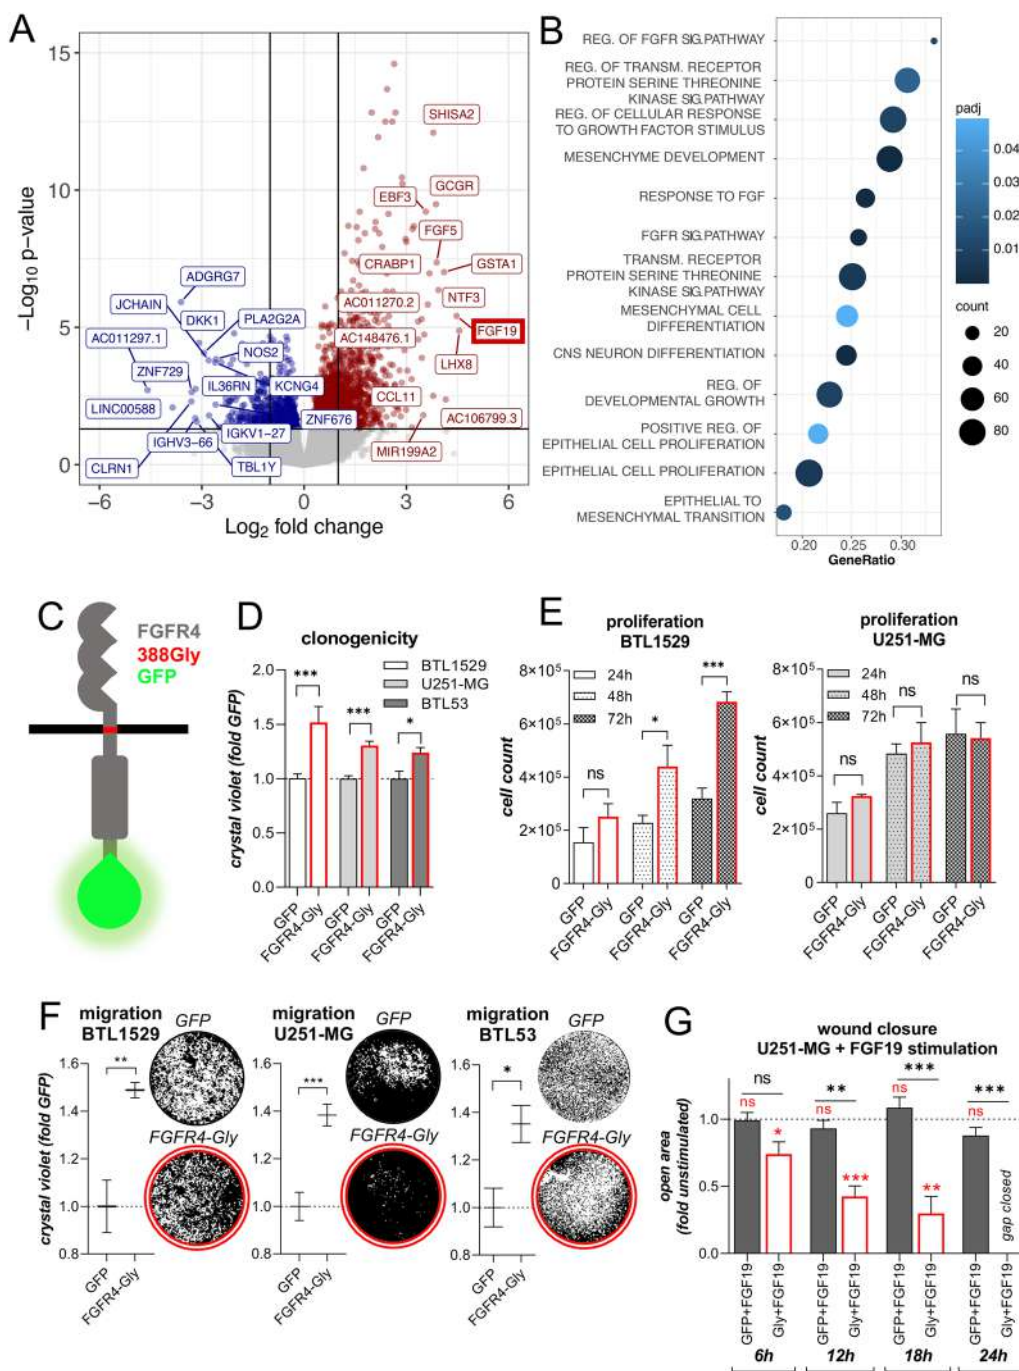 A
15
10
5
0
−Log10 p−value
−6
−3
0
3
6
Log2 fold change
SHISA2
GCGR
EBF3
FGF5
CRABP1
GSTA1
AC011270.2
NTF3
AC148476.1
FGF19
LHX8
CCL11
AC106799.3
MIR199A2
ADGRG7
JCHAIN
DKK1
PLA2G2A
AC011297.1
NOS2
ZNF729
IL36RN
KCNG4
LINC00588
ZNF676
IGKV1−27
IGHV3−66
CLRN1
TBL1Y
B
REG. OF FGFR SIG.PATHWAY
REG. OF TRANSM. RECEPTOR
PROTEIN SERINE THREONINE
KINASE SIG.PATHWAY
REG. OF CELLULAR RESPONSE
TO GROWTH FACTOR STIMULUS
MESENCHYME DEVELOPMENT
RESPONSE TO FGF
FGFR SIG.PATHWAY
TRANSM. RECEPTOR
PROTEIN SERINE THREONINE
KINASE SIG.PATHWAY
MESENCHYMAL CELL
DIFFERENTIATION
CNS NEURON DIFFERENTIATION
REG. OF
DEVELOPMENTAL GROWTH
POSITIVE REG. OF
EPITHELIAL CELL PROLIFERATION
EPITHELIAL CELL PROLIFERATION
EPITHELIAL TO
MESENCHYMAL TRANSITION
0.20 0.25 0.30
GeneRatio
padj
0.04
0.03
0.02
0.01
count
20
40
60
80
C
FGFR4
388Gly
GFP
D
clonogenicity
crystal violet (fold GFP)
2.0
1.5
1.0
0.5
0.0
BTL1529
U251-MG
BTL53
***
***
*
GFP
FGFR4-Gly
GFP
FGFR4-Gly
GFP
FGFR4-Gly
E
proliferation
BTL1529
cell count
8×10⁵
6×10⁵
4×10⁵
2×10⁵
0
24h
48h
72h
ns
*
***
GFP
FGFR4-Gly
GFP
FGFR4-Gly
GFP
FGFR4-Gly
proliferation
U251-MG
cell count
8×10⁵
6×10⁵
4×10⁵
2×10⁵
0
24h
48h
72h
ns
ns
ns
GFP
FGFR4-Gly
GFP
FGFR4-Gly
GFP
FGFR4-Gly
F
migration
BTL1529
crystal violet (fold GFP)
1.6
1.4
1.2
1.0
0.8
**
GFP
FGFR4-Gly
GFP
FGFR4-Gly
migration
U251-MG
1.6
1.4
1.2
1.0
0.8
***
GFP
FGFR4-Gly
GFP
FGFR4-Gly
migration
BTL53
1.6
1.4
1.2
1.0
0.8
*
GFP
FGFR4-Gly
GFP
FGFR4-Gly
G
wound closure
U251-MG + FGF19 stimulation
open area
(fold unstimulated)
1.0
0.5
0.0
ns
**
***
***
ns
*
ns
***
ns
**
ns
gap closed
GFP+FGF19
Gly+FGF19
GFP+FGF19
Gly+FGF19
GFP+FGF19
Gly+FGF19
GFP+FGF19
Gly+FGF19
6h
12h
18h
24h